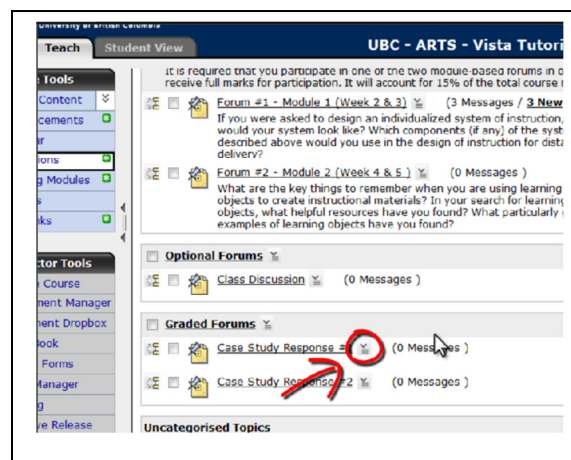 University of British Columbia
Teach Student View UBC - ARTS - Vista Tutori
Tools
Content
cements
ar
ions
g Modules
s
ks
ctor Tools
Course
ment Manager
ment Dropbox
ook
Forms
Manager
g
ve Release
It is required that you participate in one of the two module-based forums in o
receive full marks for participation. It will account for 15% of the total course
Forum #1 - Module 1 (Week 2 & 3) (3 Messages / 3 New
If you were asked to design an individualized system of instruction,
would your system look like? Which components (if any) of the syst
described above would you use in the design of instruction for dista
delivery?
Forum #2 - Module 2 (Week 4 & 5 ) (0 Messages )
What are the key things to remember when you are using learning
objects to create instructional materials? In your search for learning
objects, what helpful resources have you found? What particularly
examples of learning objects have you found?
Optional Forums
Class Discussion (0 Messages )
Graded Forums
Case Study Response # (0 Messages )
Case Study Response #2 (0 Messages )
Uncategorised Topics